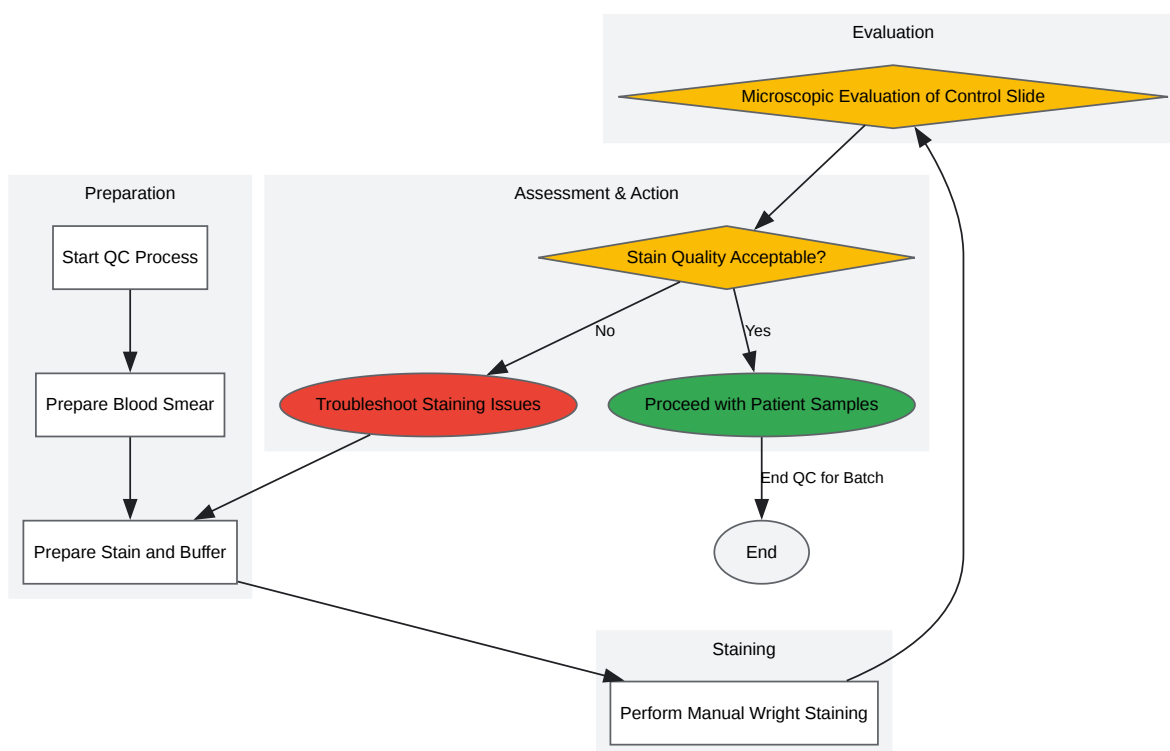 Evaluation
Microscopic Evaluation of Control Slide
Preparation
Assessment & Action
Start QC Process
Stain Quality Acceptable?
No
Yes
Prepare Blood Smear
Troubleshoot Staining Issues
Proceed with Patient Samples
End QC for Batch
Prepare Stain and Buffer
End
Staining
Perform Manual Wright Staining